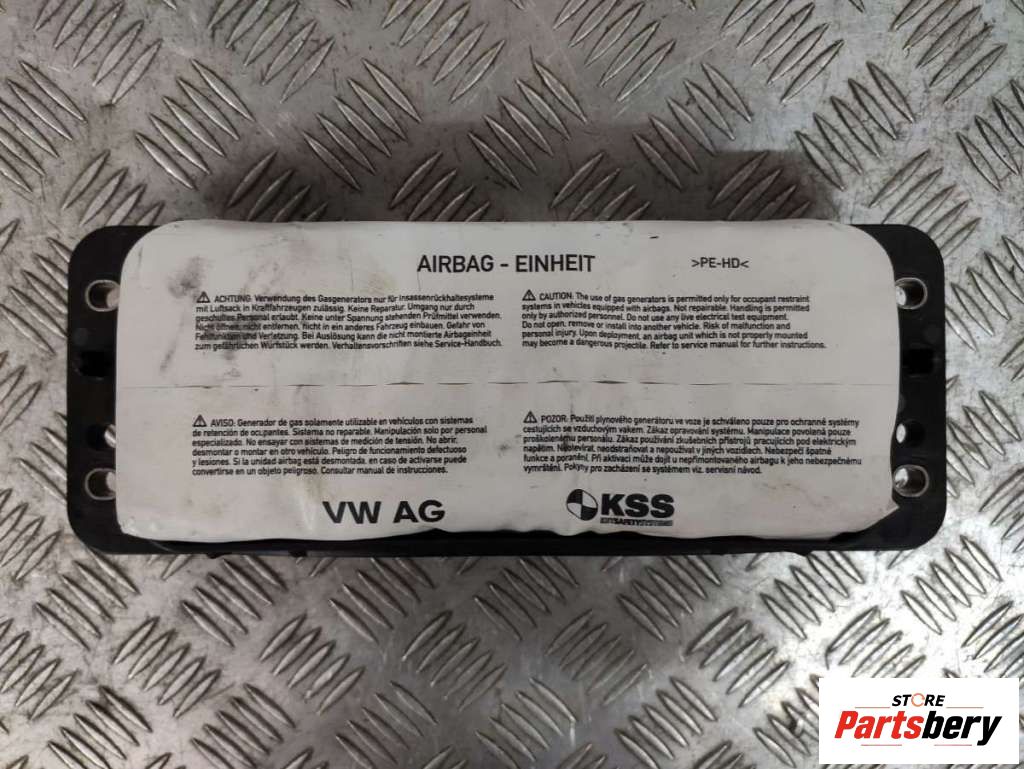 AIRBAG - EINHEIT
>PE-HD<
⚠ ACHTUNG: Verwendung des Gasgenerators nur für Insassenrückhaltesysteme
mit Luftsack in Kraftfahrzeugen zulässig. Keine Reparatur. Umgang nur durch
geschultes Personal erlaubt. Keine unter Spannung stehenden Prüfmittel verwenden.
Nicht öffnen, nicht entfernen, nicht in ein anderes Fahrzeug einbauen. Gefahr von
Fehlfunktion und Verletzung. Bei Auslösung kann die nicht montierte Airbageinheit
zum gefährlichen Wurfstück werden. Verhaltensvorschriften siehe Service-Handbuch.
⚠ CAUTION: The use of gas generators is permitted only for occupant restraint
systems in vehicles equipped with airbags. Not repairable. Handling is permitted
only by authorized personnel. Do not use any live electrical test equipment.
Do not open, remove or install into another vehicle. Risk of malfunction and
personal injury. Upon deployment, an airbag unit which is not properly mounted
may become a dangerous projectile. Refer to service manual for further instructions.
⚠ AVISO: Generador de gas solamente utilizable en vehículos con sistemas
de retención de ocupantes. Sistema no reparable. Manipulación solo por personal
especializado. No ensayar con sistemas de medición de tensión. No abrir,
desmontar o montar en otro vehículo. Peligro de funcionamiento defectuoso
y lesiones. Si la unidad airbag está desmontada, en caso de activarse puede
convertirse en un objeto peligroso. Consultar manual de instrucciones.
⚠ POZOR: Použití plynového generátoru ve voze je schváleno pouze pro ochranné systémy
cestujících se vzduchovým vakem. Zákaz opravování systému. Manipulace povolená pouze
proškolenému personálu. Zákaz používání zkušebních přístrojů pracujících pod elektrickým
napětím. Neotevírat, neodstraňovat a nepoužívat v jiných vozidlech. Nebezpečí špatné
funkce a poranění. Při aktivaci může dojít u nepřimontovaného airbagu k jeho nebezpečnému
vymrštění. Pokyny pro zacházení se systémem viz. servisní návod.
VW AG
KSS
KEYSAFETYSYSTEMS
STORE
Partsbery